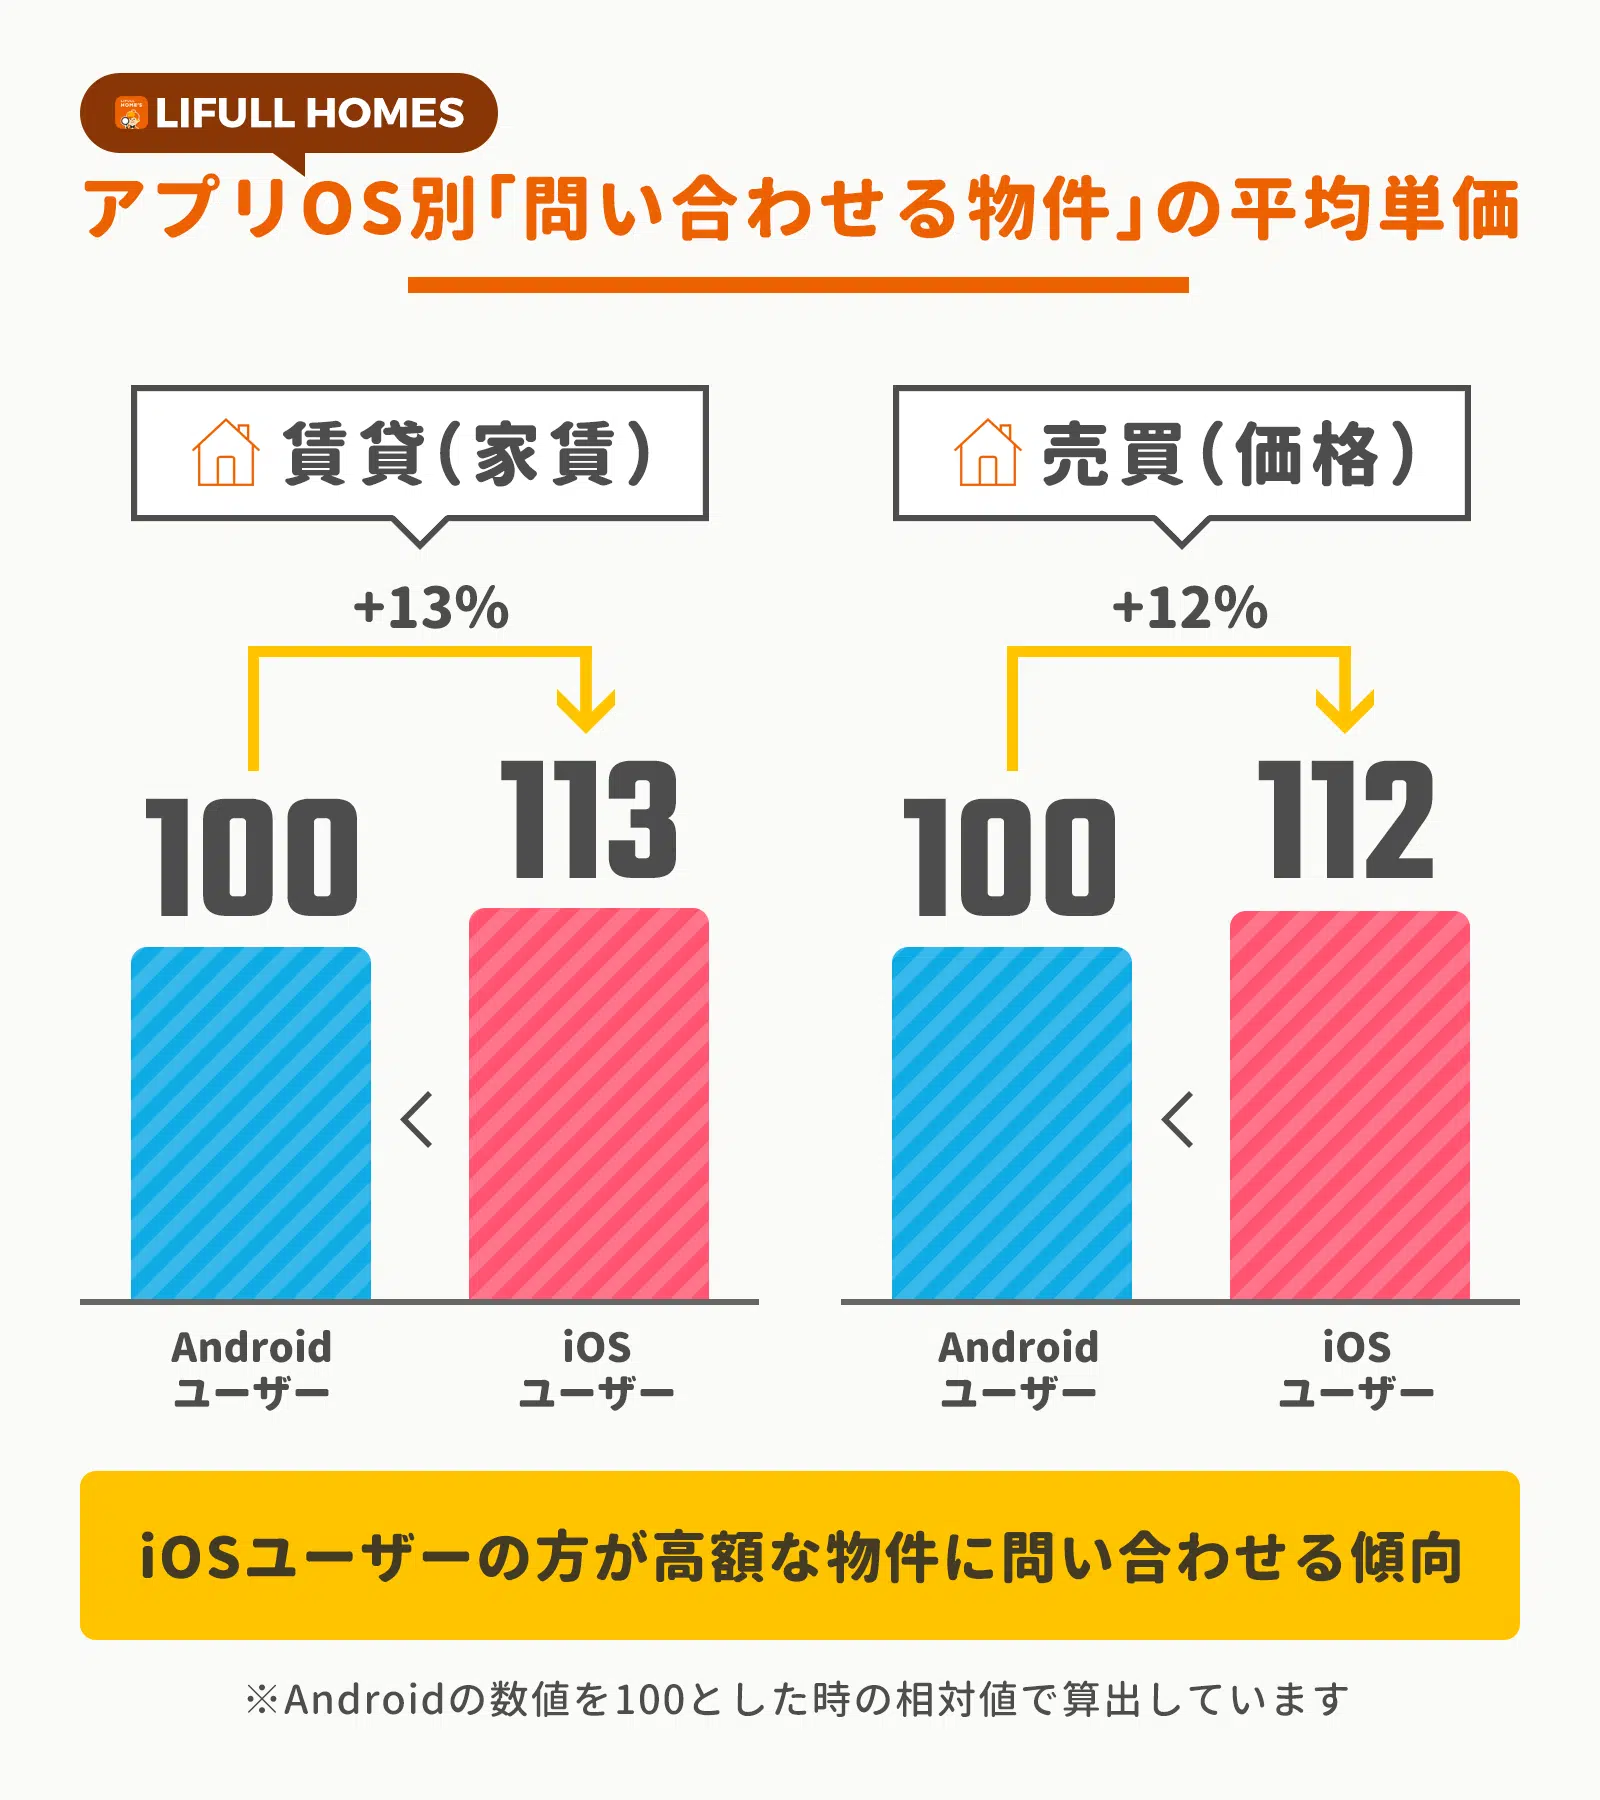 LIFULL HOMES
アプリOS別「問い合わせる物件」の平均単価
賃貸(家賃)
売買(価格)
+13%
+12%
100
113
100
112
<
<
Android
ユーザー
iOS
ユーザー
Android
ユーザー
iOS
ユーザー
iOSユーザーの方が高額な物件に問い合わせる傾向
※Androidの数値を100とした時の相対値で算出しています